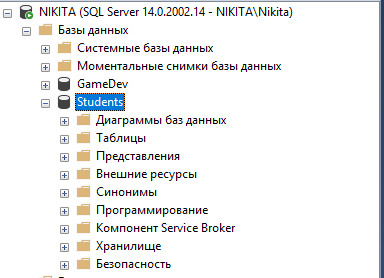 NIKITA (SQL Server 14.0.2002.14 - NIKITA\Nikita)
Базы данных
Системные базы данных
Моментальные снимки базы данных
GameDev
Students
Диаграммы баз данных
Таблицы
Представления
Внешние ресурсы
Синонимы
Программирование
Компонент Service Broker
Хранилище
Безопасность